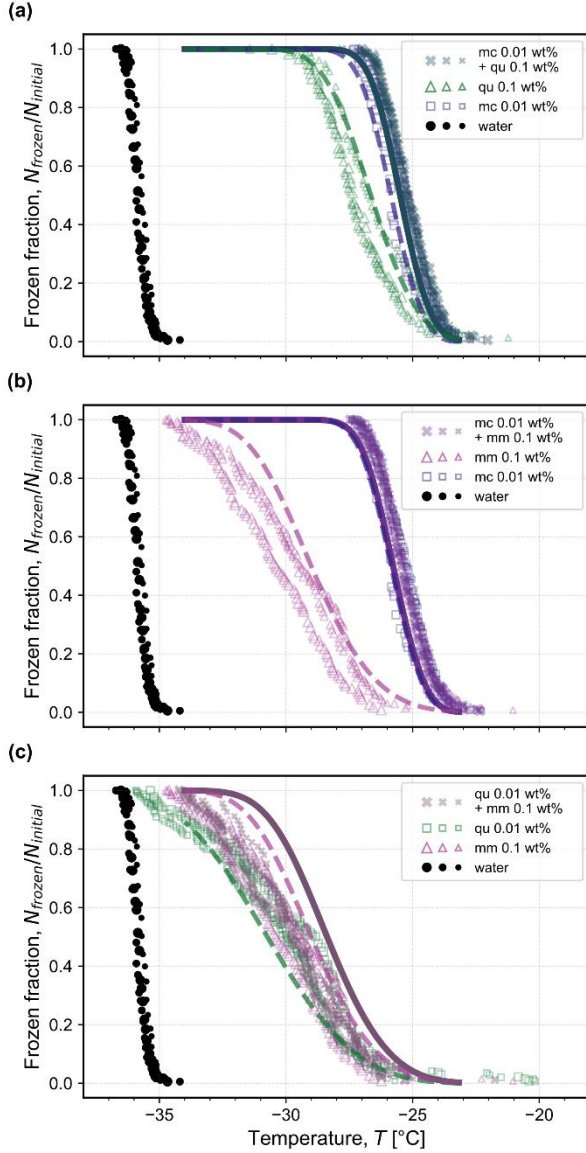 (a)
1.0
0.8
0.6
0.4
0.2
0.0
Frozen fraction, N_frozen/N_initial
mc 0.01 wt%
+ qu 0.1 wt%
qu 0.1 wt%
mc 0.01 wt%
water
(b)
1.0
0.8
0.6
0.4
0.2
0.0
Frozen fraction, N_frozen/N_initial
mc 0.01 wt%
+ mm 0.1 wt%
mm 0.1 wt%
mc 0.01 wt%
water
(c)
1.0
0.8
0.6
0.4
0.2
0.0
Frozen fraction, N_frozen/N_initial
qu 0.01 wt%
+ mm 0.1 wt%
qu 0.01 wt%
mm 0.1 wt%
water
−35
−30
−25
−20
Temperature, T [°C]